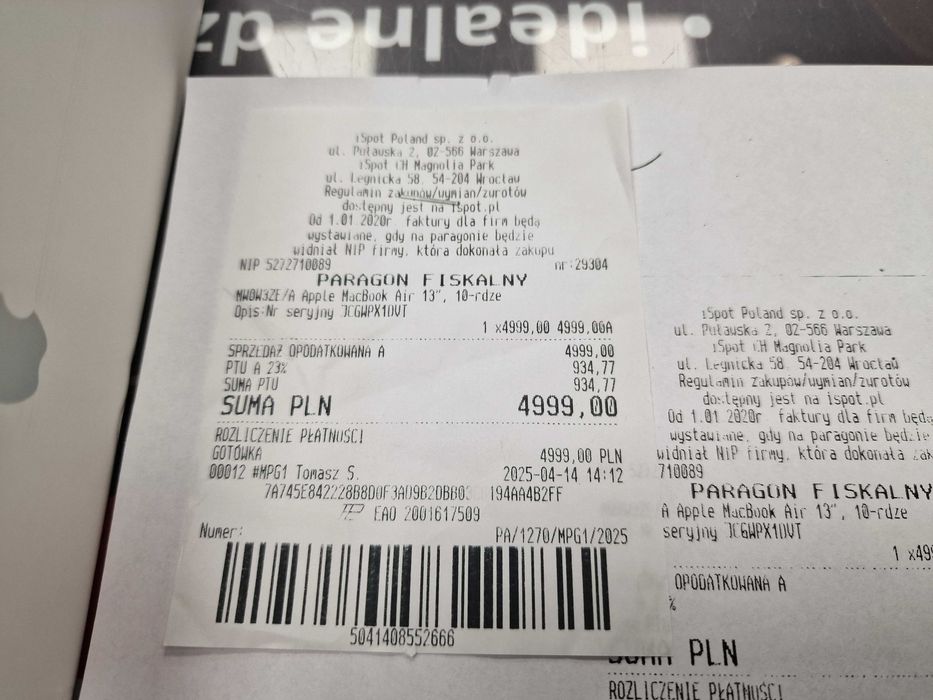 • idealne dz
iSpot Poland sp. z o.o.
ul. Puławska 2, 02-566 Warszawa
iSpot CH Magnolia Park
ul. Legnicka 58, 54-204 Wrocław
Regulamin zakupów/wymian/zwrotów
dostępny jest na ispot.pl
Od 1.01.2020r faktury dla firm będą
wystawiane, gdy na paragonie będzie
widniał NIP firmy, która dokonała zakupu
NIP 5272710089 nr:29304
PARAGON FISKALNY
MW0W3ZE/A Apple MacBook Air 13", 10-rdze
Opis:Nr seryjny
1 x4999,00 4999,00A
SPRZEDAŻ OPODATKOWANA A 4999,00
PTU A 23% 934,77
SUMA PTU 934,77
SUMA PLN 4999,00
ROZLICZENIE PŁATNOŚCI
GOTÓWKA 4999,00 PLN
00012 #MPG1 Tomasz S. 2025-04-14 14:12
194AA4B2FF
EAO 2001617509
Numer: PA/1270/MPG1/2025
5041408552666
iSpot Poland sp. z o.o.
ul. Puławska 2, 02-566 Warszawa
iSpot CH Magnolia Park
ul. Legnicka 58, 54-204 Wrocław
Regulamin zakupów/wymian/zwrotów
dostępny jest na ispot.pl
Od 1.01.2020r faktury dla firm będą
wystawiane, gdy na paragonie będzie
widniał NIP firmy, która dokonała zak
710089
PARAGON FISKALNY
A Apple MacBook Air 13", 10-rdze
seryjny
1 x499
OPODATKOWANA A
%
SUMA PLN
ROZLICZENIE PŁATNOŚCI